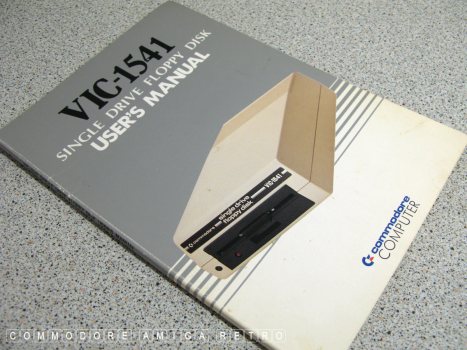 VIC-1541
SINGLE DRIVE FLOPPY DISK
USER'S MANUAL
commodore
single drive
floppy disk
VIC-1541
commodore
COMPUTER
COMMODORE AMIGA RETRO